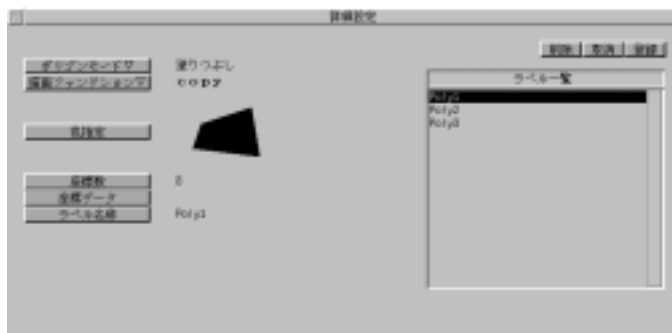 詳細設定
削除 取消 登録
ポリゴンモード▽ 塗りつぶし
描画ファンクション▽ copy
ラベル一覧
Poly1
Poly2
Poly3
色指定
座標数
座標データ
ラベル名称 Poly1